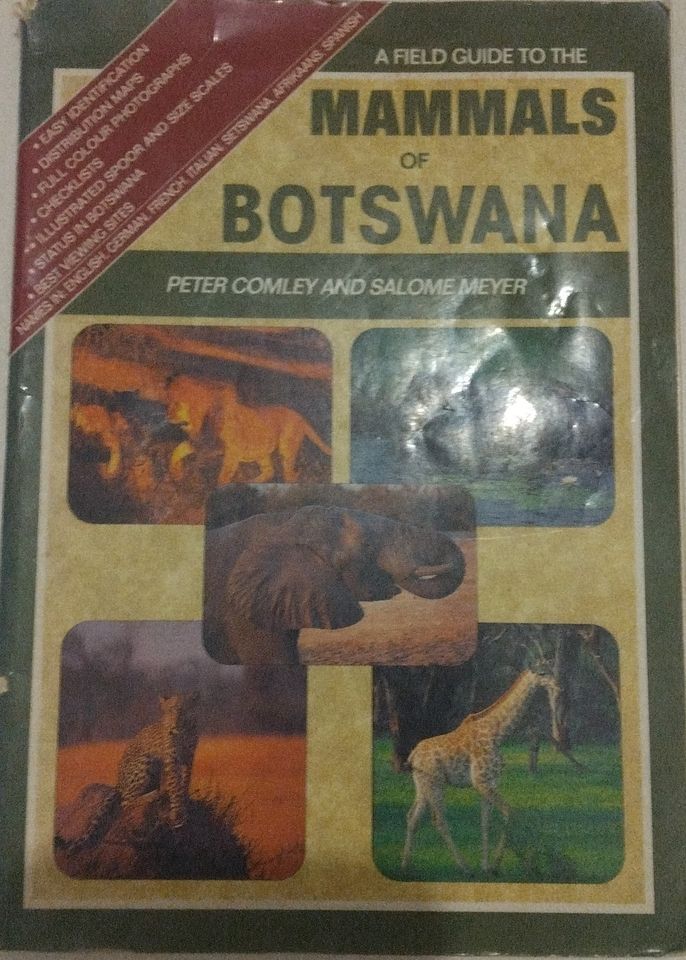 • EASY IDENTIFICATION
• DISTRIBUTION MAPS
• FULL COLOUR PHOTOGRAPHS
• CHECKLISTS
• ILLUSTRATED SPOOR AND SIZE SCALES
• STATUS IN BOTSWANA
• BEST VIEWING SITES
NAMES IN: ENGLISH, GERMAN, FRENCH, ITALIAN, SETSWANA, AFRIKAANS, SPANISH
A FIELD GUIDE TO THE
MAMMALS
OF
BOTSWANA
PETER COMLEY AND SALOME MEYER